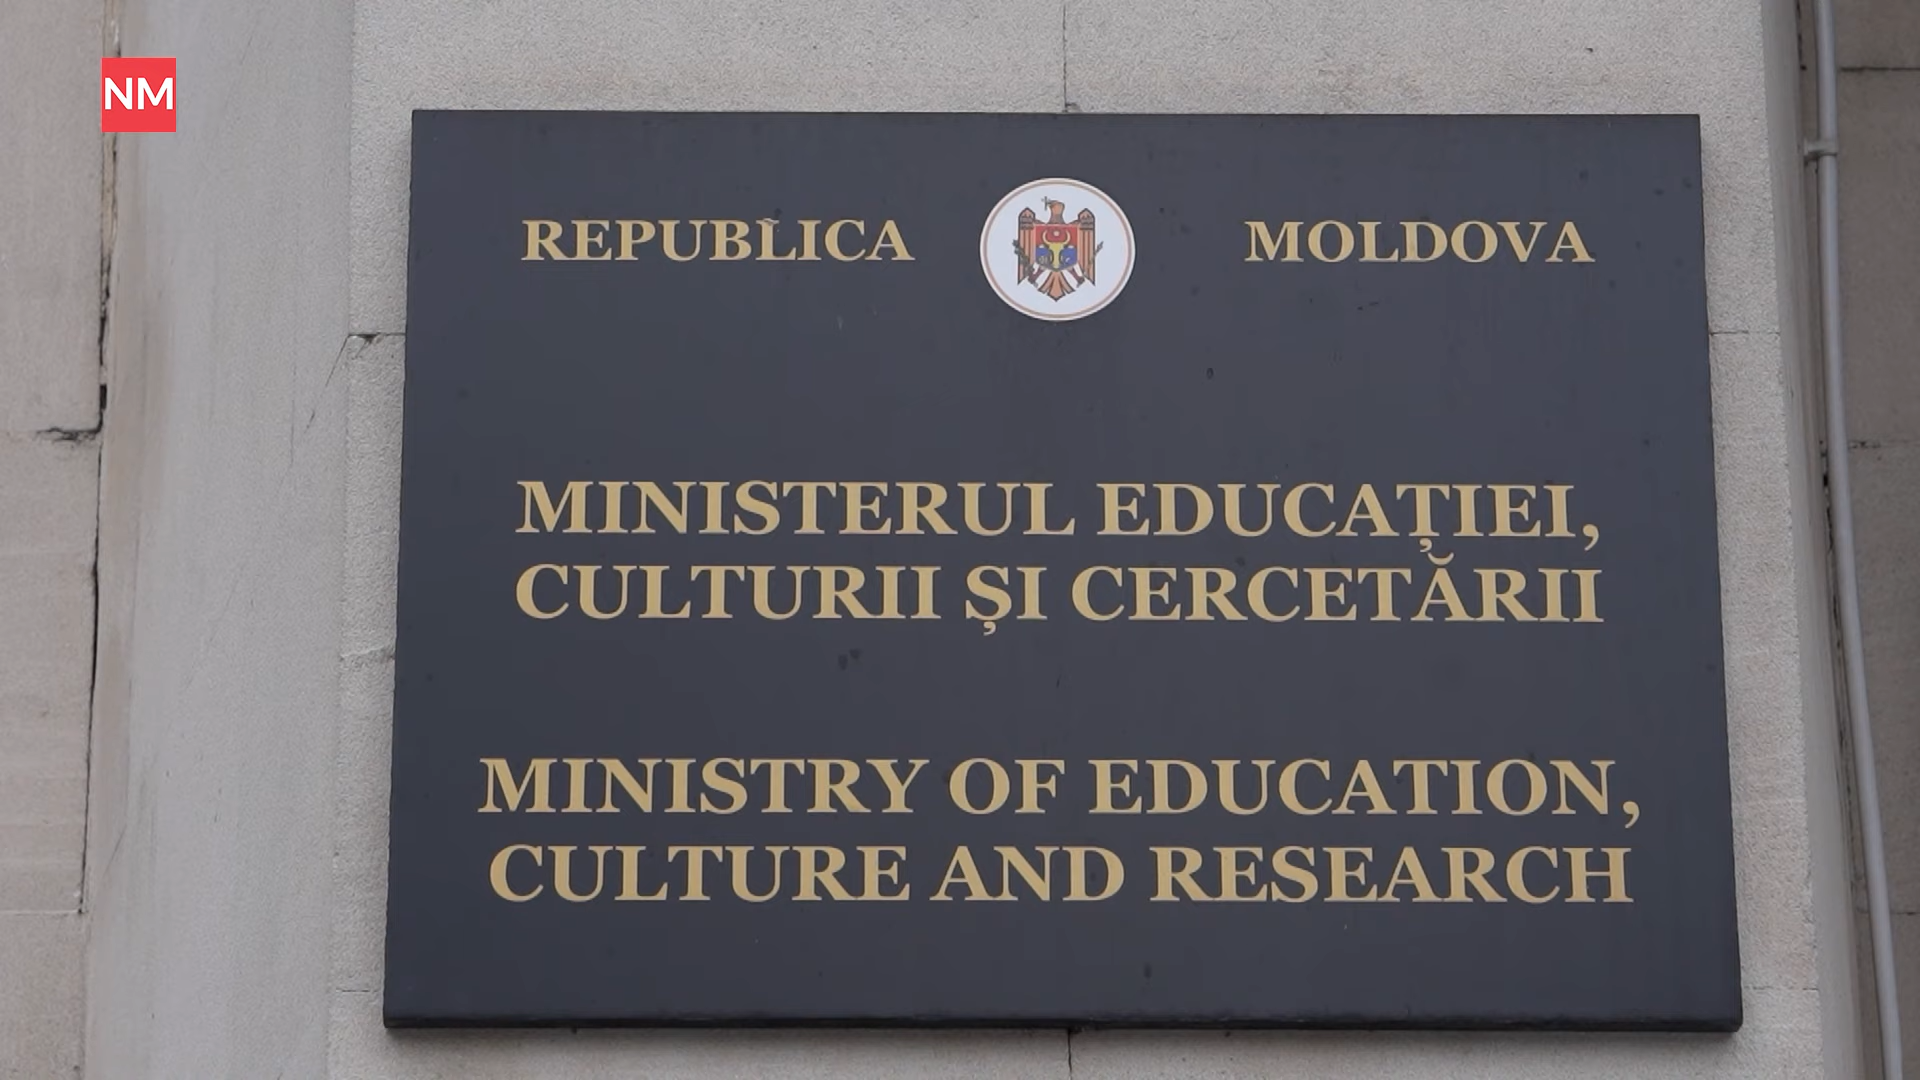 NM
REPUBLICA MOLDOVA
MINISTERUL EDUCAȚIEI,
CULTURII ȘI CERCETĂRII
MINISTRY OF EDUCATION,
CULTURE AND RESEARCH